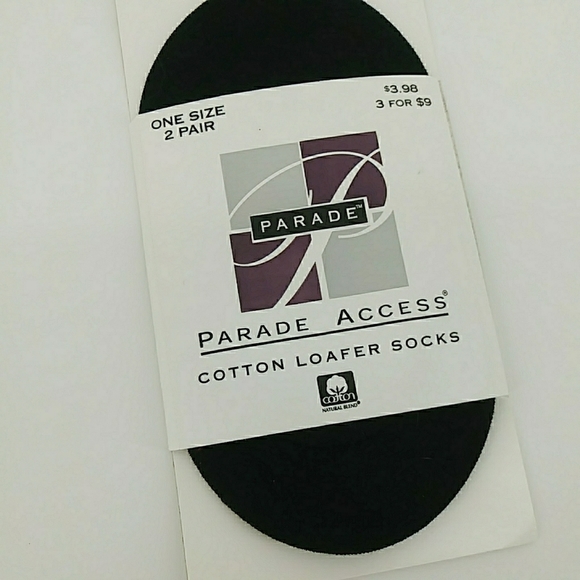 ONE SIZE
2 PAIR
$3.98
3 FOR $9
PARADE™
PARADE ACCESS®
COTTON LOAFER SOCKS
cotton
NATURAL BLEND®